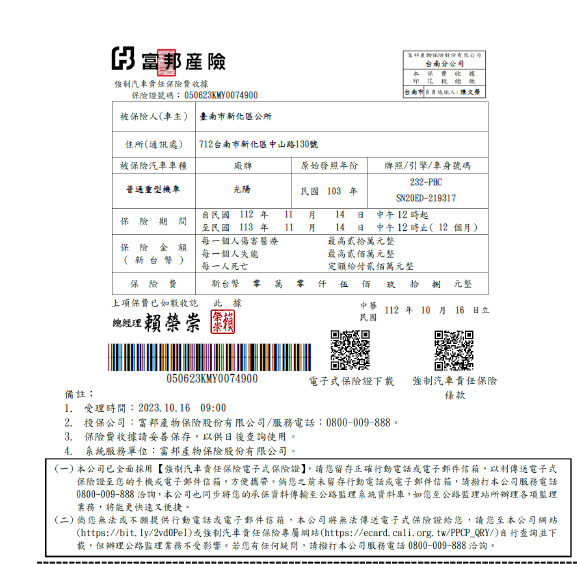 富邦產險
富邦產物保險股份有限公司
台南分公司
本保費收據
印花稅總繳
台南市負責總繳人:陳文榮
強制汽車責任保險費收據
保險證號碼:050623KMY0074900
被保險人(車主) 臺南市新化區公所
住所(通訊處) 712台南市新化區中山路130號
被保險汽車車種 廠牌 原始發照年份 牌照/引擎/車身號碼
普通重型機車 光陽 民國 103 年 232-PHC
SN20ED-219317
保險期間 自民國 112 年 11 月 14 日 中午12時起
至民國 113 年 11 月 14 日 中午12時止( 12 個月)
保險金額
(新台幣)
每一個人傷害醫療 最高貳拾萬元整
每一個人失能 最高貳佰萬元整
每一人死亡 定額給付貳佰萬元整
保險費 新台幣 零 萬 零 仟 伍 佰 玖 拾 捌 元整
上項保費已如數收訖 此據
中華民國 112 年 10 月 16 日立
總經理 賴榮崇
050623KMY0074900
電子式保險證下載
強制汽車責任保險
條款
備註:
1. 受理時間:2023.10.16 09:00
2. 投保公司:富邦產物保險股份有限公司/服務電話:0800-009-888。
3. 保險費收據請妥善保存,以供日後查詢使用。
4. 系統服務單位:富邦產物保險股份有限公司。
(一)本公司已全面採用【強制汽車責任保險電子式保險證】,請您留存正確行動電話或電子郵件信箱,以利傳送電子式
保險證至您的手機或電子郵件信箱,方便攜帶。倘您之前未留存行動電話或電子郵件信箱,請撥打本公司服務電話
0800-009-888洽詢,本公司也同步將您的承保資料傳輸至公路監理系統資料庫,如您至公路監理站所辦理各項監理
業務,將能更快速又便捷。
(二)倘您無法或不願提供行動電話或電子郵件信箱,本公司將無法傳送電子式保險證給您,請您至本公司網站
(https://bit.ly/2vd0Pel)或強制汽車責任保險專屬網站(https://ecard.cali.org.tw/PPCP_QRY/)自行查詢並下
載,但辦理公路監理業務不受影響。若您有任何疑問,請撥打本公司服務電話0800-009-888洽詢。